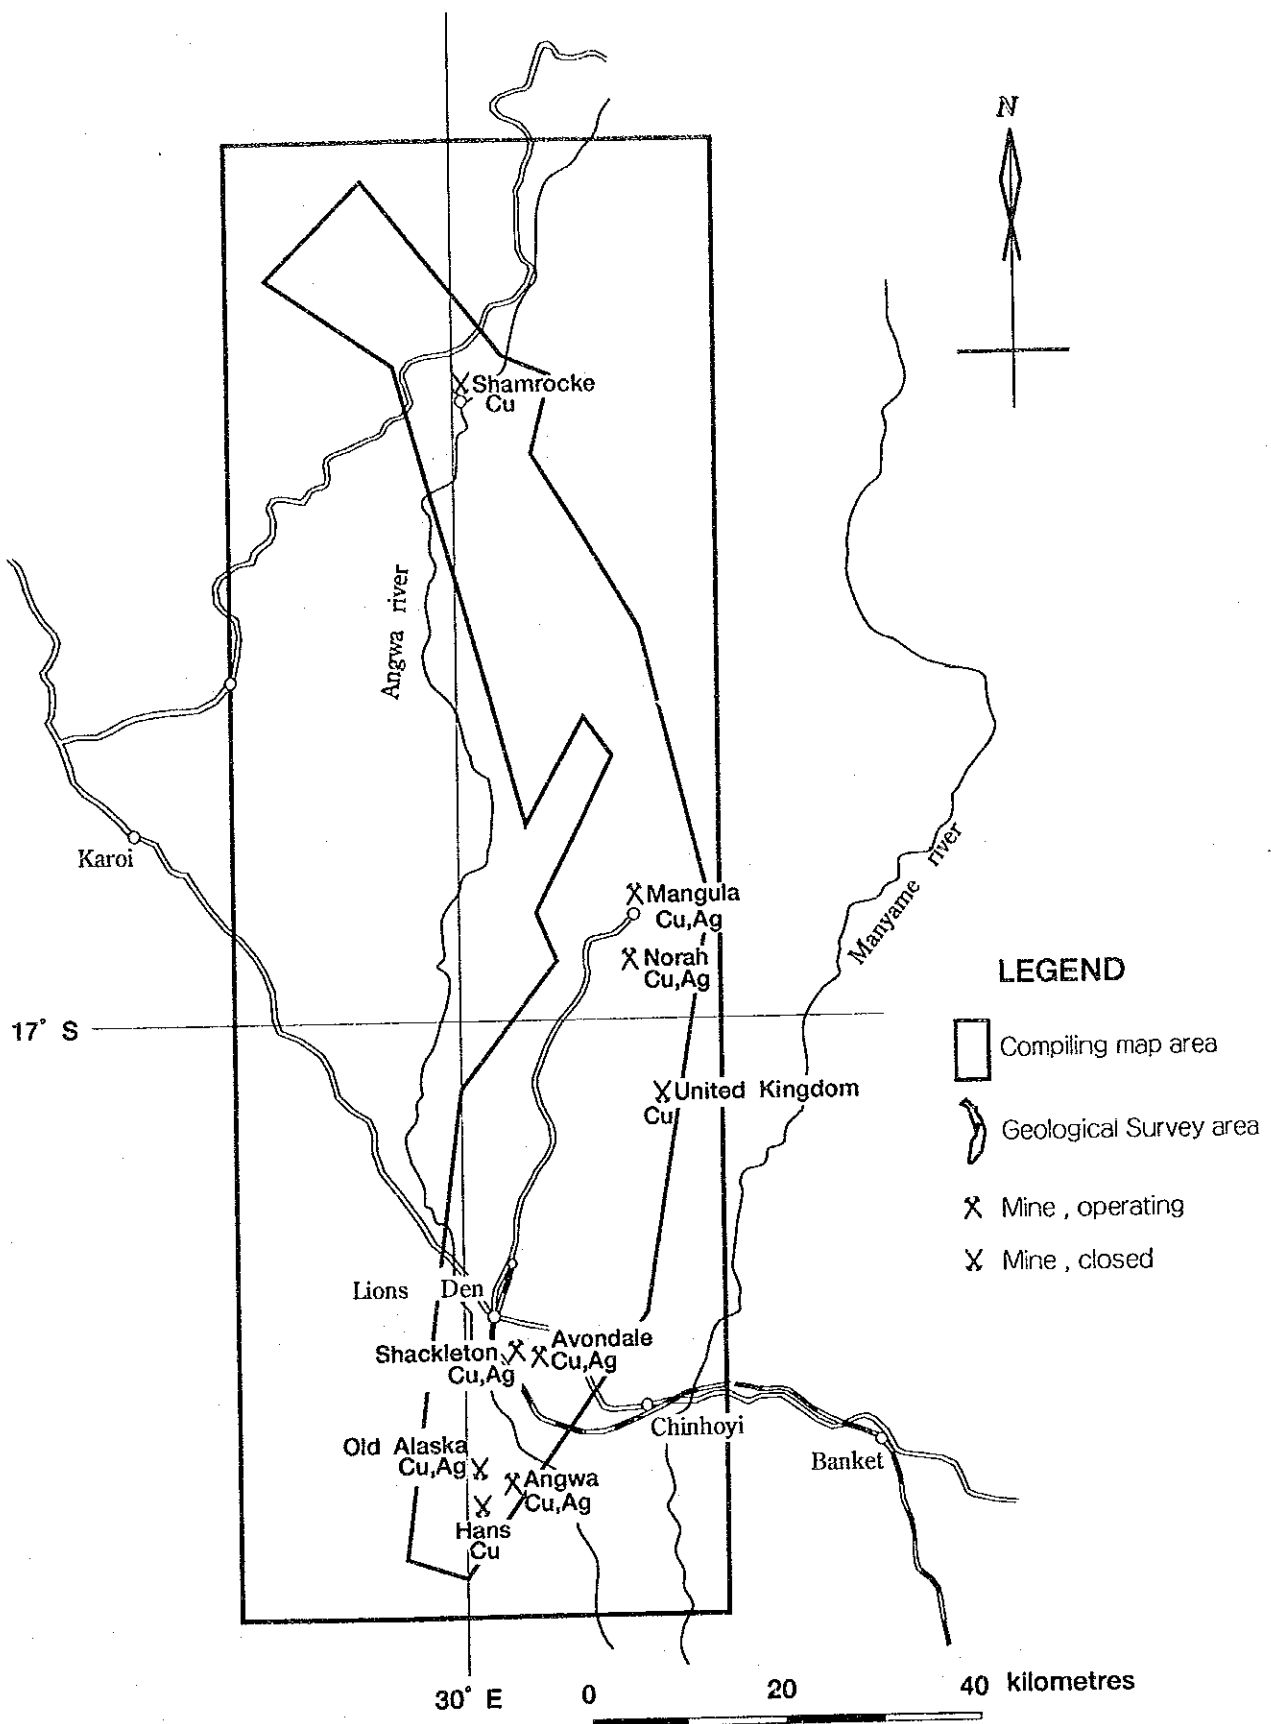 N
Shamrocke
Cu
Angwa river
Karoi
Mangula
Cu,Ag
Manyame river
Norah
Cu,Ag
LEGEND
17° S
Compiling map area
United Kingdom
Cu
Geological Survey area
Mine , operating
Mine , closed
Lions Den
Avondale
Cu,Ag
Shackleton
Cu,Ag
Chinhoyi
Old Alaska
Cu,Ag
Banket
Angwa
Cu,Ag
Hans
Cu
30° E
0 20 40 kilometres